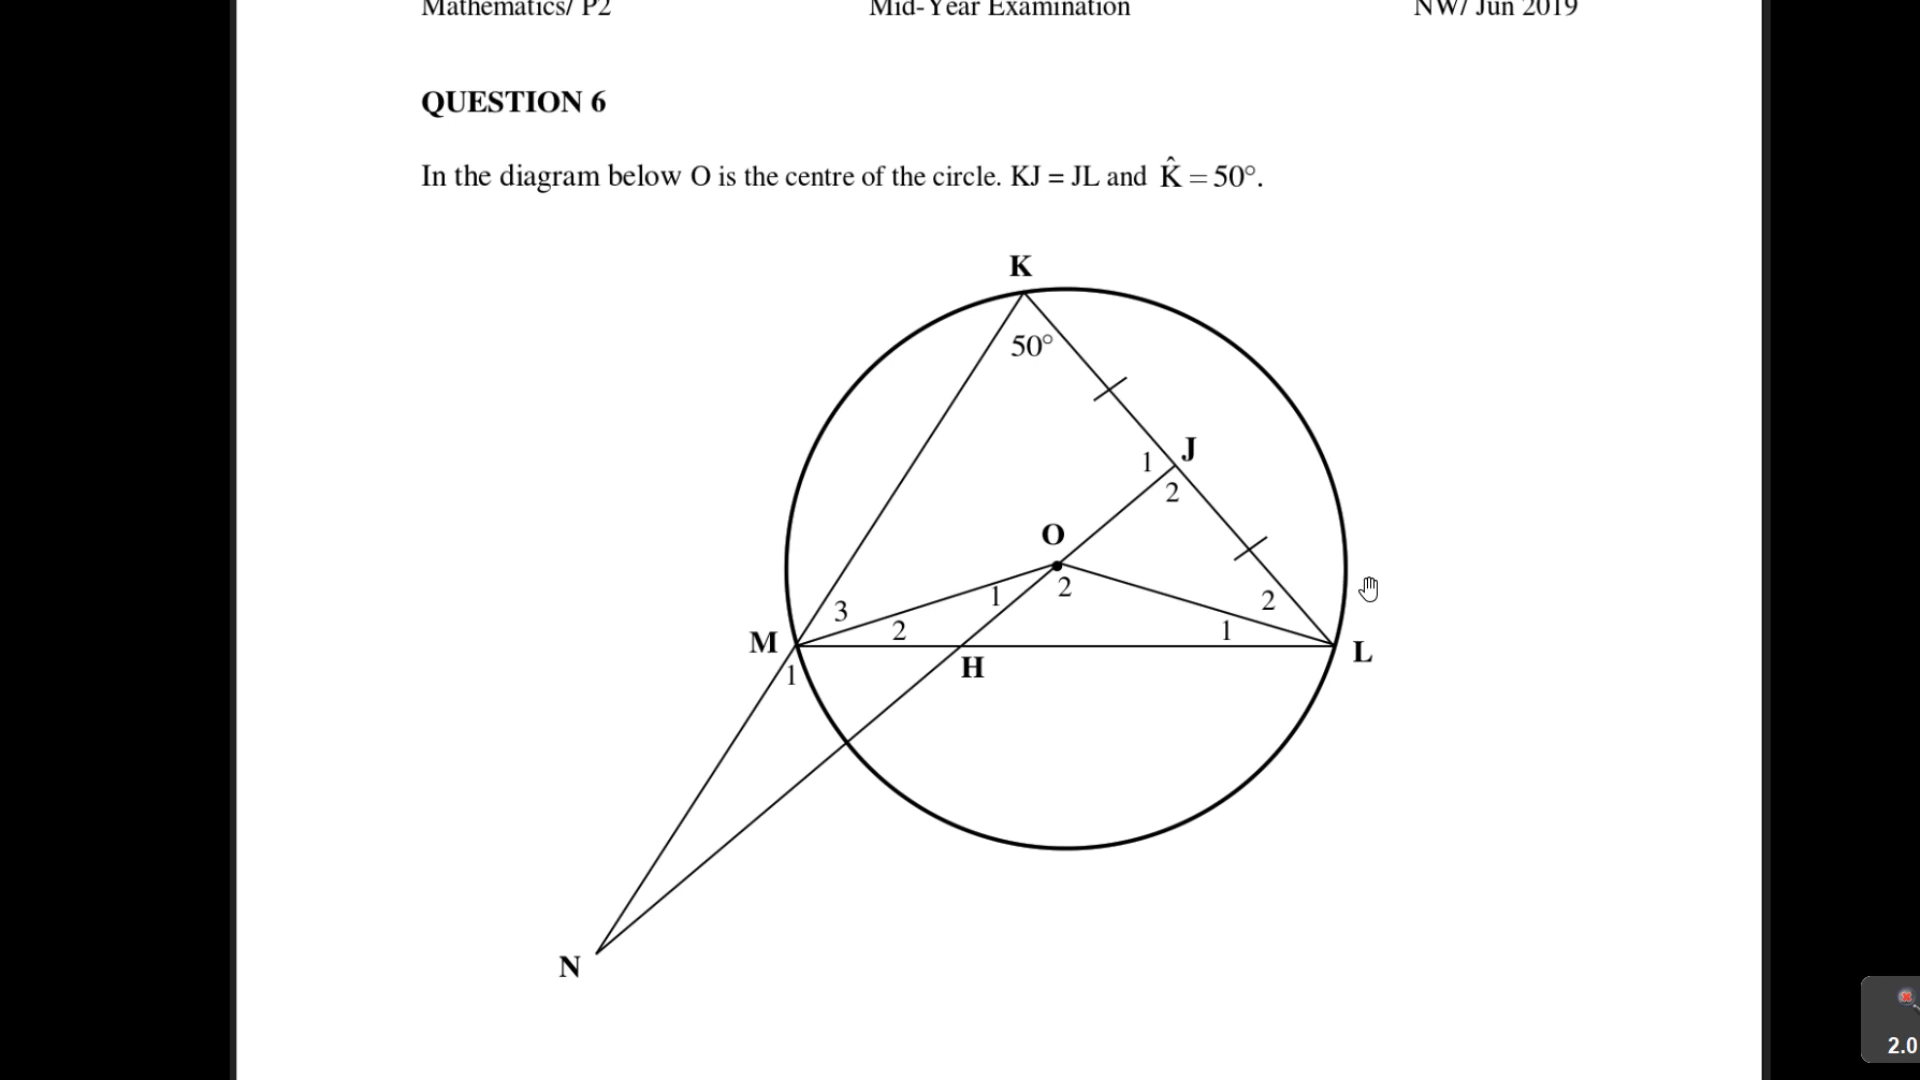 Mathematics/ P2 Mid-Year Examination NW/ Jun 2019
QUESTION 6
In the diagram below O is the centre of the circle. KJ = JL and K̂ = 50°.
K
50°
J
1
2
O
1
2
3
2
2
1
M
H
L
1
N
2.0